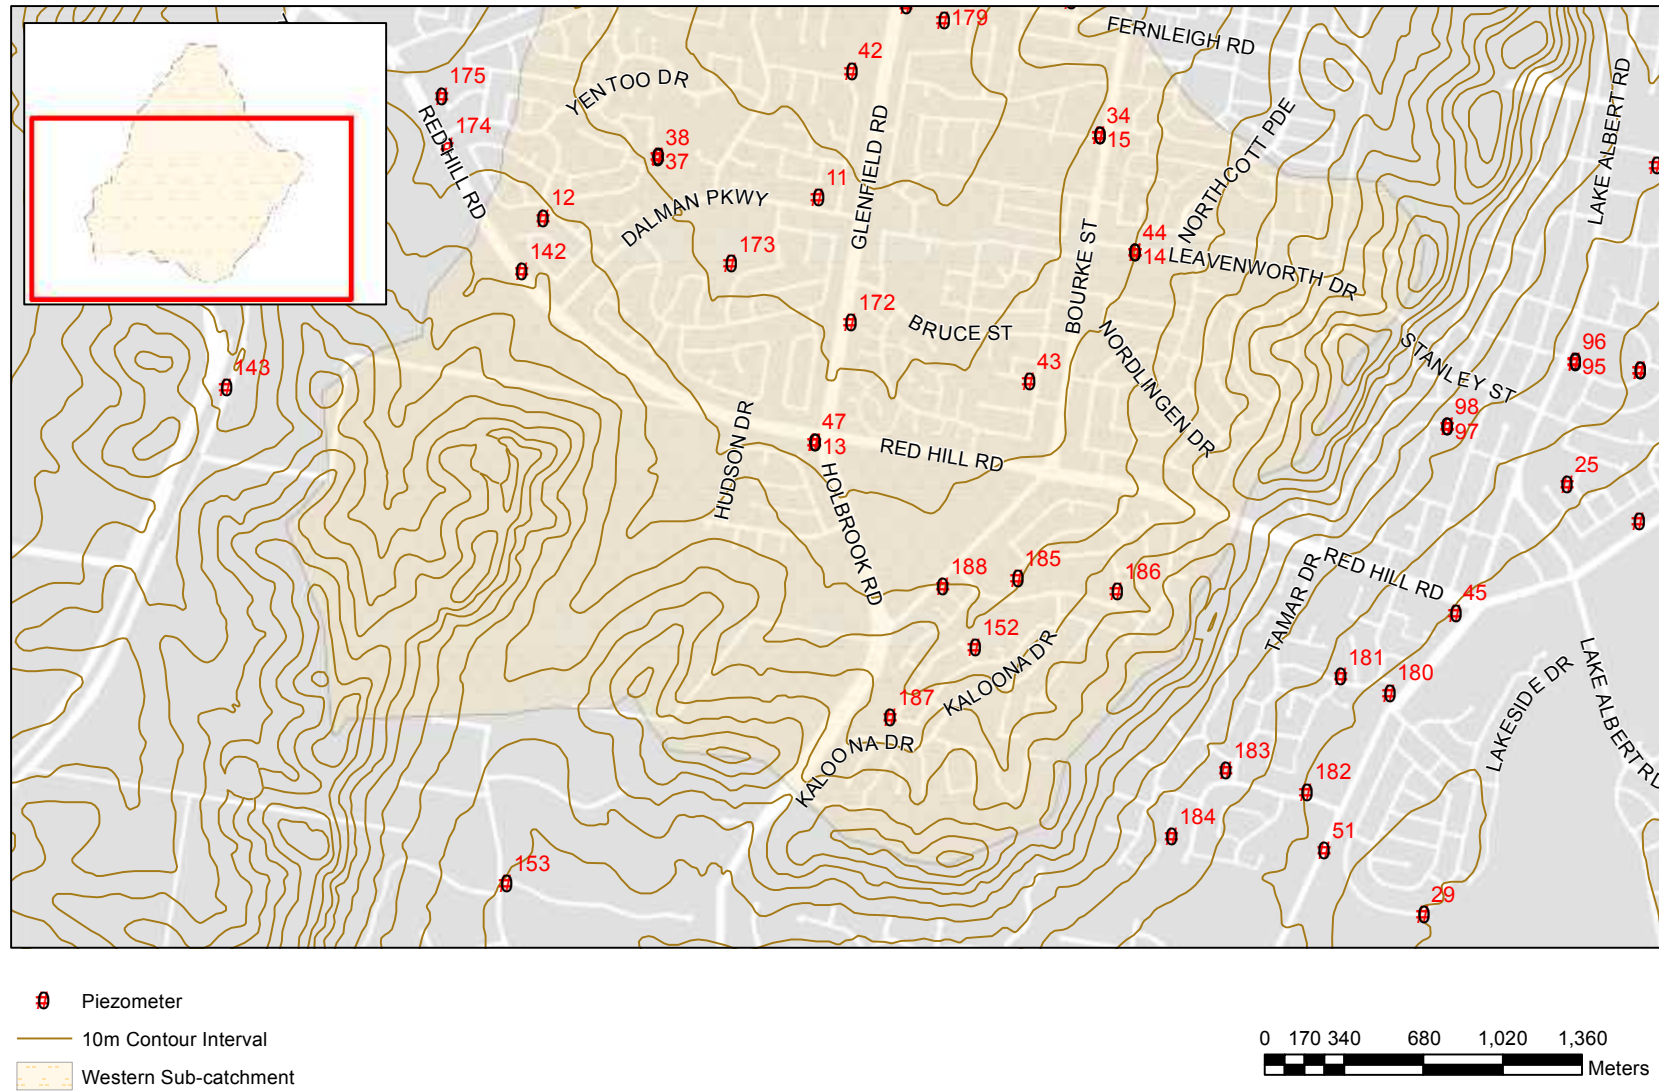 179
FERNLEIGH RD
42
175
YENTOO DR
LAKE ALBERT RD
174
RED HILL RD
34
15
NORTHCOTT PDE
38
37
GLENFIELD RD
11
12
DALMAN PKWY
142
173
BOURKE ST
44
14
LEAVENWORTH DR
172
BRUCE ST
NORDLINGEN DR
STANLEY ST
96
95
143
43
HUDSON DR
47
13
RED HILL RD
98
97
25
HOLBROOK RD
188
185
186
TAMAR DR
RED HILL RD
45
152
KALOONA DR
181
180
LAKESIDE DR
LAKE ALBERT RD
187
KALOONA DR
183
182
184
51
153
29
Piezometer
10m Contour Interval
Western Sub-catchment
0 170 340 680 1,020 1,360
Meters